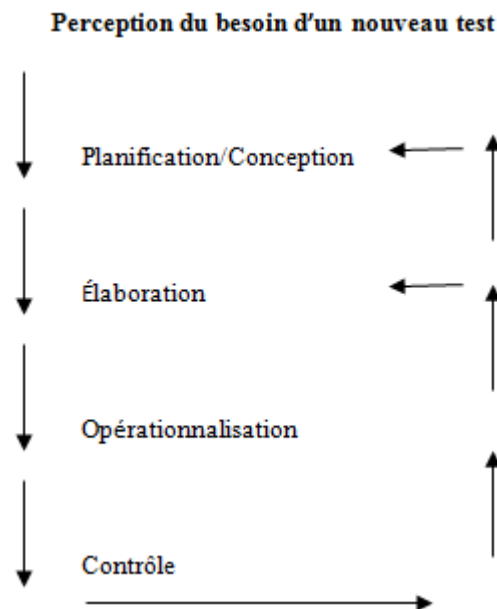 Perception du besoin d'un nouveau test
Planification/Conception
Élaboration
Opérationnalisation
Contrôle